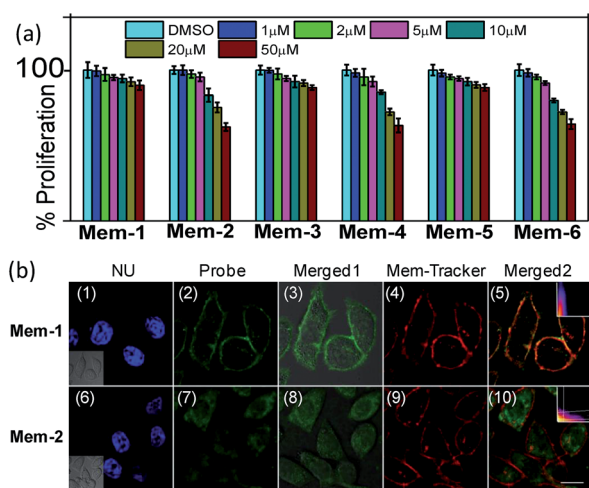 (a)
DMSO 1μM 2μM 5μM 10μM
20μM 50μM
100
% Proliferation
Mem-1 Mem-2 Mem-3 Mem-4 Mem-5 Mem-6
(b)
NU Probe Merged1 Mem-Tracker Merged2
Mem-1
(1) (2) (3) (4) (5)
Mem-2
(6) (7) (8) (9) (10)